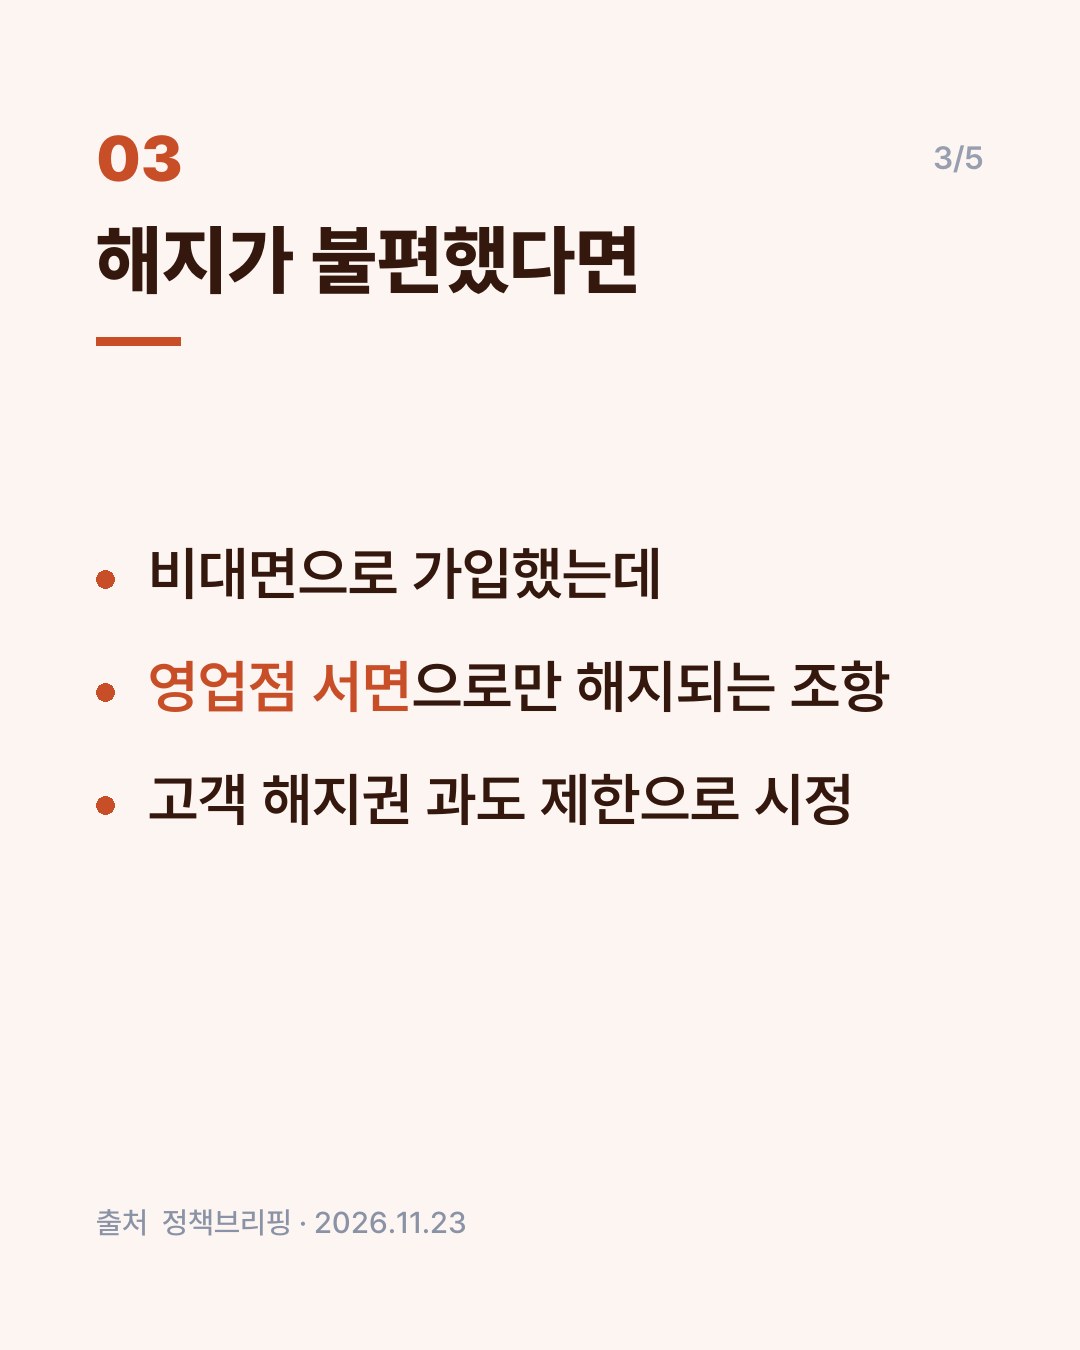 03
3/5
해지가 불편했다면
비대면으로 가입했는데
영업점 서면으로만 해지되는 조항
고객 해지권 과도 제한으로 시정
출처 정책브리핑 · 2026.11.23